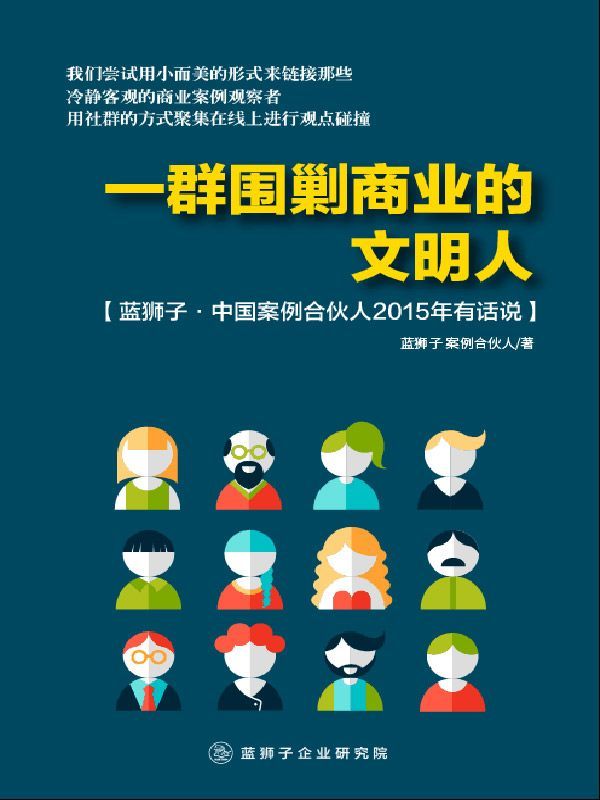 我们尝试用小而美的形式来链接那些
冷静客观的商业案例观察者
用社群的方式聚集在线上进行观点碰撞
一群围剿商业的
文明人
【蓝狮子·中国案例合伙人2015年有话说】
蓝狮子 案例合伙人/著
蓝狮子企业研究院